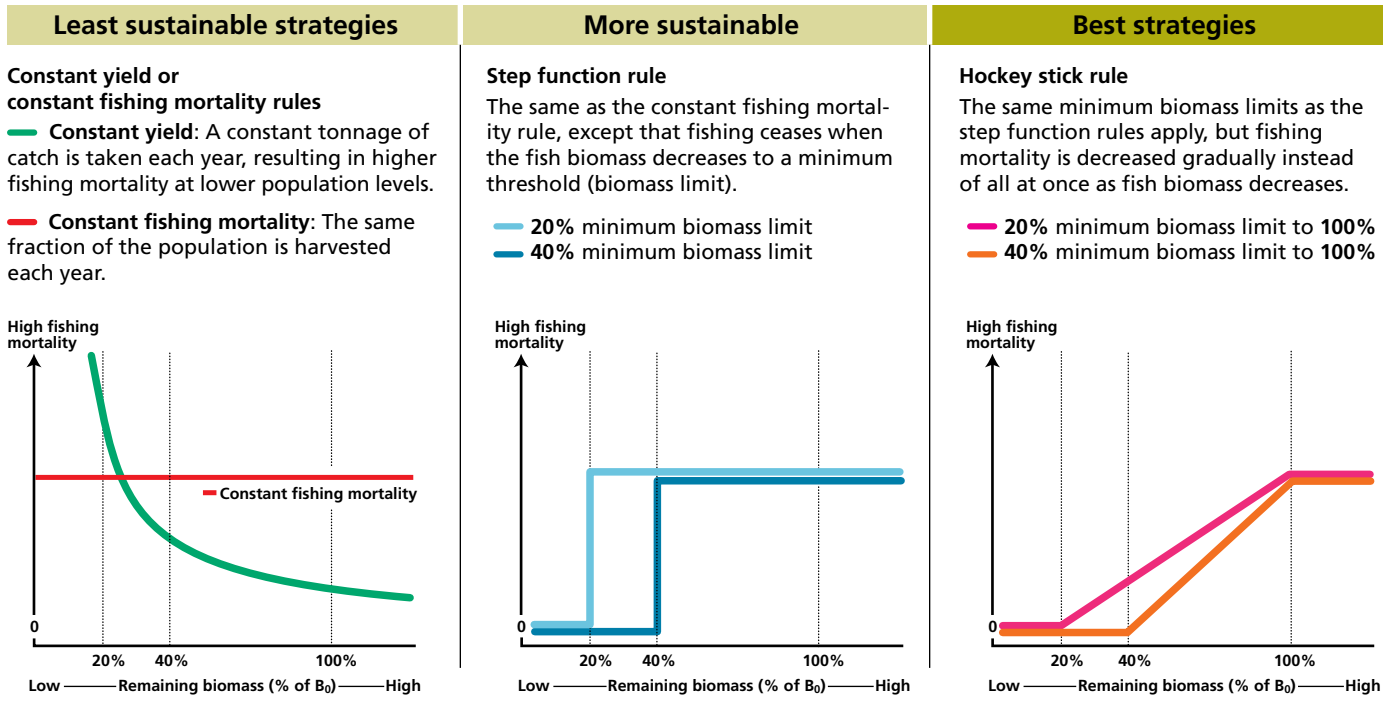 Least sustainable strategies
Constant yield or
constant fishing mortality rules
Constant yield: A constant tonnage of
catch is taken each year, resulting in higher
fishing mortality at lower population levels.
Constant fishing mortality: The same
fraction of the population is harvested
each year.
High fishing
mortality
Constant fishing mortality
0
20% 40% 100%
Low Remaining biomass (% of B₀) High
More sustainable
Step function rule
The same as the constant fishing mortal-
ity rule, except that fishing ceases when
the fish biomass decreases to a minimum
threshold (biomass limit).
20% minimum biomass limit
40% minimum biomass limit
High fishing
mortality
0
20% 40% 100%
Low Remaining biomass (% of B₀) High
Best strategies
Hockey stick rule
The same minimum biomass limits as the
step function rules apply, but fishing
mortality is decreased gradually instead
of all at once as fish biomass decreases.
20% minimum biomass limit to 100%
40% minimum biomass limit to 100%
High fishing
mortality
0
20% 40% 100%
Low Remaining biomass (% of B₀) High